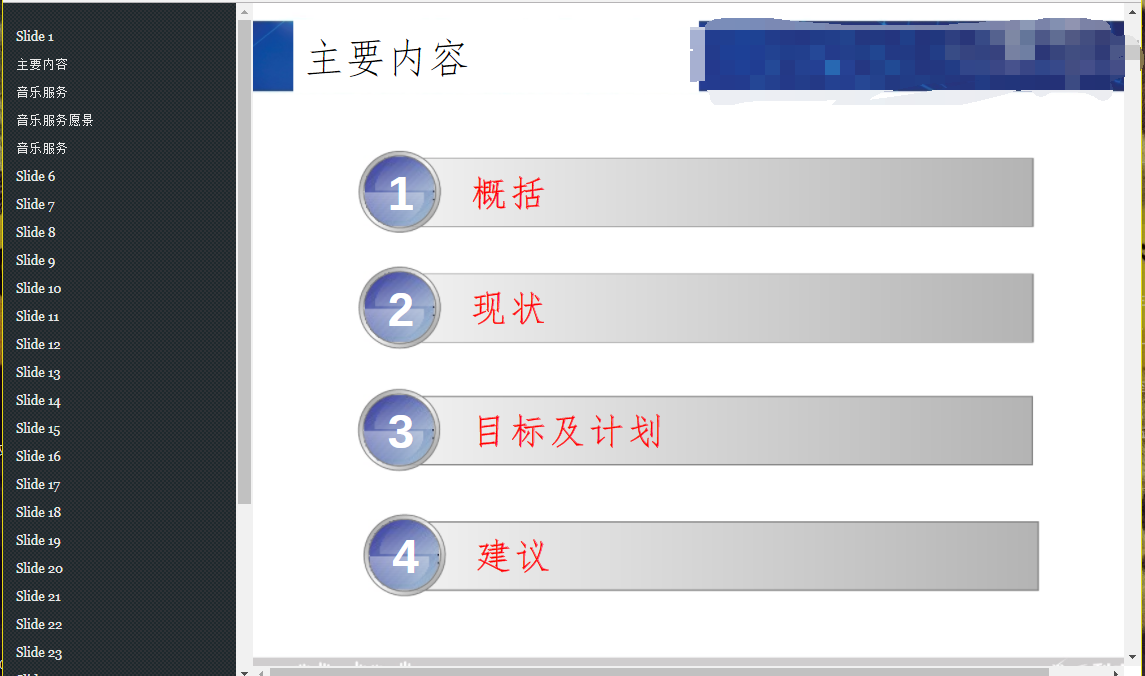 Slide 1
主要内容
音乐服务
音乐服务愿景
音乐服务
Slide 6
Slide 7
Slide 8
Slide 9
Slide 10
Slide 11
Slide 12
Slide 13
Slide 14
Slide 15
Slide 16
Slide 17
Slide 18
Slide 19
Slide 20
Slide 21
Slide 22
Slide 23
主要内容
1 概括
2 现状
3 目标及计划
4 建议